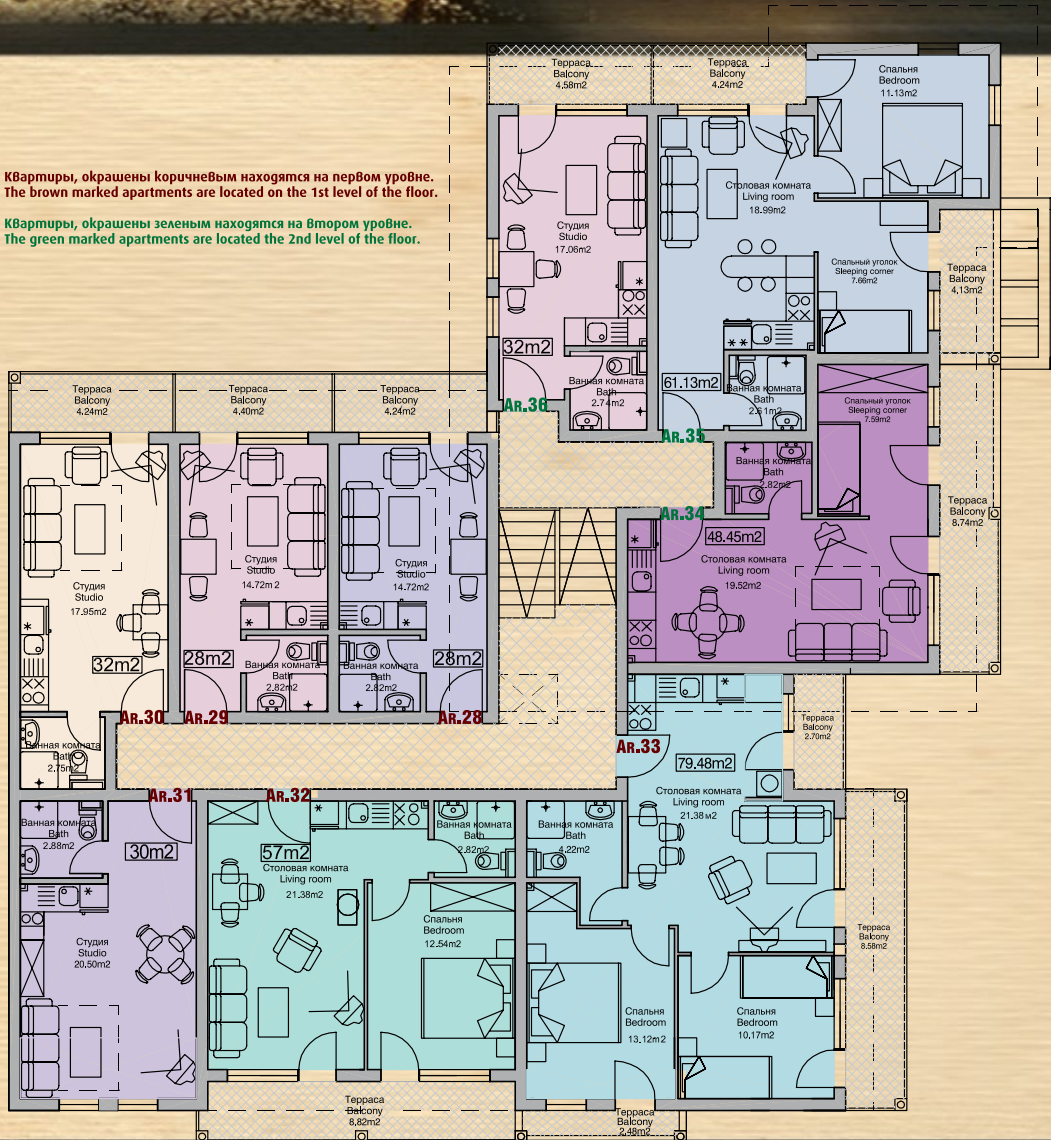 КВартиры, окрашены коричневым находятся на первом уровне.
The brown marked apartments are located on the 1st level of the floor.
КВартиры, окрашены зеленым находятся на Втором уровне.
The green marked apartments are located the 2nd level of the floor.
Терраса
Balcony
4.58m2
Терраса
Balcony
4.24m2
Спальня
Bedroom
11.13m2
Студия
Studio
17.06m2
32m2
Ванная комната
Bath
2.74m2
AR.36
Столовая комната
Living room
18.99m2
Спальный уголок
Sleeping corner
7.66m2
Терраса
Balcony
4.13m2
61.13m2
Ванная комната
Bath
2.61m2
AR.35
Спальный уголок
Sleeping corner
7.59m2
Ванная комната
Bath
2.82m2
Терраса
Balcony
8.74m2
AR.34
48.45m2
Столовая комната
Living room
19.52m2
Терраса
Balcony
4.24m2
Терраса
Balcony
4.40m2
Терраса
Balcony
4.24m2
Студия
Studio
17.95m2
32m2
Ванная комната
Bath
2.75m2
AR.30
Студия
Studio
14.72m2
28m2
Ванная комната
Bath
2.82m2
AR.29
Студия
Studio
14.72m2
28m2
Ванная комната
Bath
2.82m2
AR.28
AR.33
79.48m2
Терраса
Balcony
2.70m2
Столовая комната
Living room
21.38м2
Ванная комната
Bath
4.22m2
Терраса
Balcony
8.58m2
Спальня
Bedroom
13.12m2
Спальня
Bedroom
10.17m2
Терраса
Balcony
2.48m2
AR.31
Ванная комната
Bath
2.88m2
30m2
Студия
Studio
20.50m2
AR.32
57m2
Столовая комната
Living room
21.38m2
Ванная комната
Bath
2.82m2
Спальня
Bedroom
12.54m2
Терраса
Balcony
8.82m2